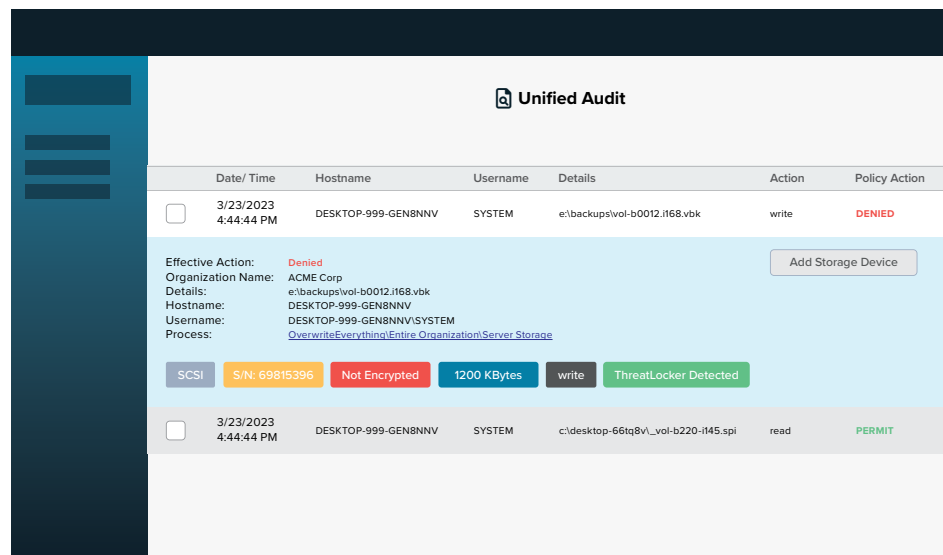 Unified Audit
Date/ Time Hostname Username Details Action Policy Action
3/23/2023
4:44:44 PM DESKTOP-999-GEN8NNV SYSTEM e:\backups\vol-b0012.i168.vbk write DENIED
Effective Action: Denied
Add Storage Device
Organization Name: ACME Corp
Details: e:\backups\vol-b0012.i168.vbk
Hostname: DESKTOP-999-GEN8NNV
Username: DESKTOP-999-GEN8NNV\SYSTEM
Process: OverwriteEverything\Entire Organization\Server Storage
SCSI S/N: 69815396 Not Encrypted 1200 KBytes write ThreatLocker Detected
3/23/2023
4:44:44 PM DESKTOP-999-GEN8NNV SYSTEM c:\desktop-66tq8v\_vol-b220-i145.spi read PERMIT